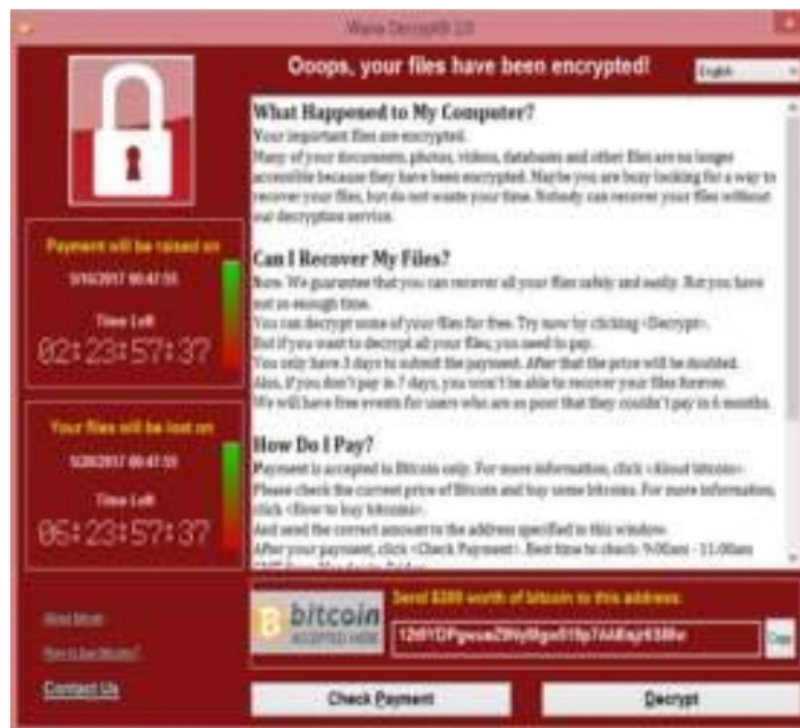 Wana Decrypt0r 2.0
Ooops, your files have been encrypted!
English
What Happened to My Computer?
Your important files are encrypted.
Many of your documents, photos, videos, databases and other files are no longer
accessible because they have been encrypted. Maybe you are busy looking for a way to
recover your files, but do not waste your time. Nobody can recover your files without
our decryption service.
Can I Recover My Files?
Sure. We guarantee that you can recover all your files safely and easily. But you have
not so enough time.
You can decrypt some of your files for free. Try now by clicking <Decrypt>.
But if you want to decrypt all your files, you need to pay.
You only have 3 days to submit the payment. After that the price will be doubled.
Also, if you don't pay in 7 days, you won't be able to recover your files forever.
We will have free events for users who are so poor that they couldn't pay in 6 months.
How Do I Pay?
Payment is accepted in Bitcoin only. For more information, click <About bitcoin>.
Please check the current price of Bitcoin and buy some bitcoins. For more information,
click <How to buy bitcoins>.
And send the correct amount to the address specified in this window.
After your payment, click <Check Payment>. Best time to check: 9:00am - 11:00am
Payment will be raised on
00:47:55
Time Left
02:23:57:37
Your files will be lost on
00:47:55
Time Left
06:23:57:37
About bitcoin
How to buy bitcoins?
Contact Us
bitcoin
ACCEPTED HERE
Send worth of bitcoin to this address:
Copy
Check Payment
Decrypt